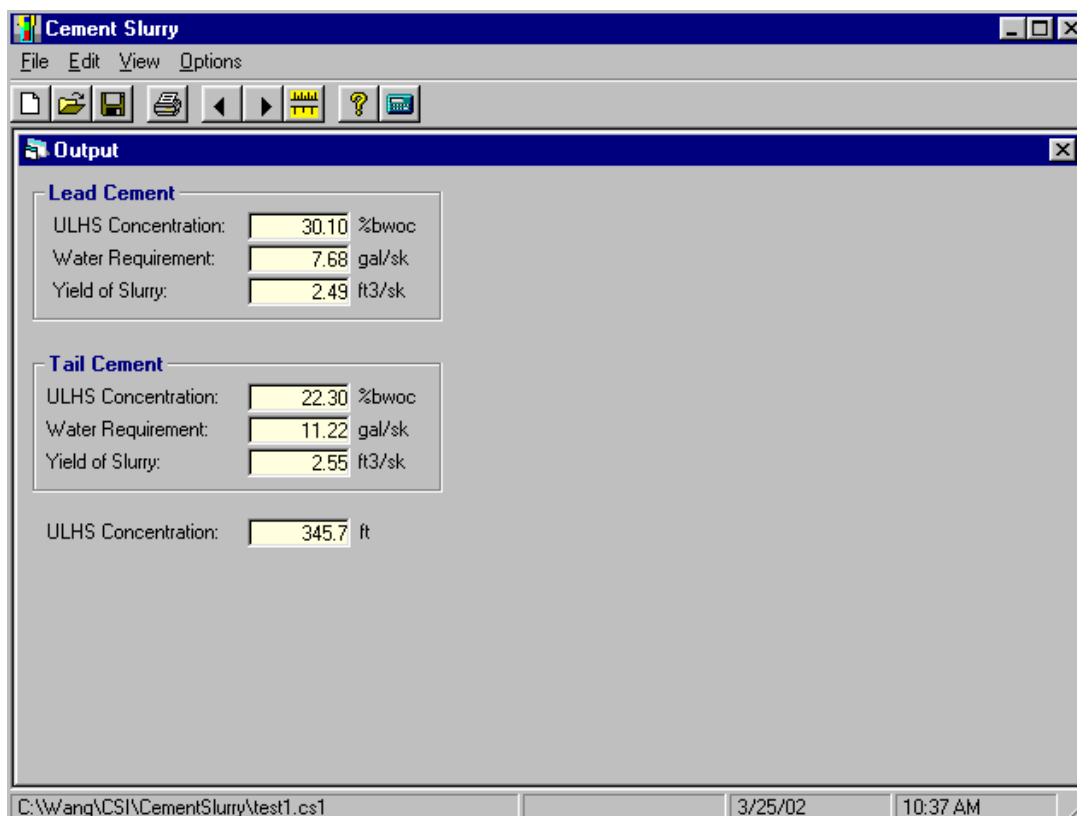 Cement Slurry
File Edit View Options
Output
Lead Cement
ULHS Concentration: 30.10 %bwoc
Water Requirement: 7.68 gal/sk
Yield of Slurry: 2.49 ft3/sk
Tail Cement
ULHS Concentration: 22.30 %bwoc
Water Requirement: 11.22 gal/sk
Yield of Slurry: 2.55 ft3/sk
ULHS Concentration: 345.7 ft
C:\Wang\CSI\CementSlurry\test1.cs1 3/25/02 10:37 AM